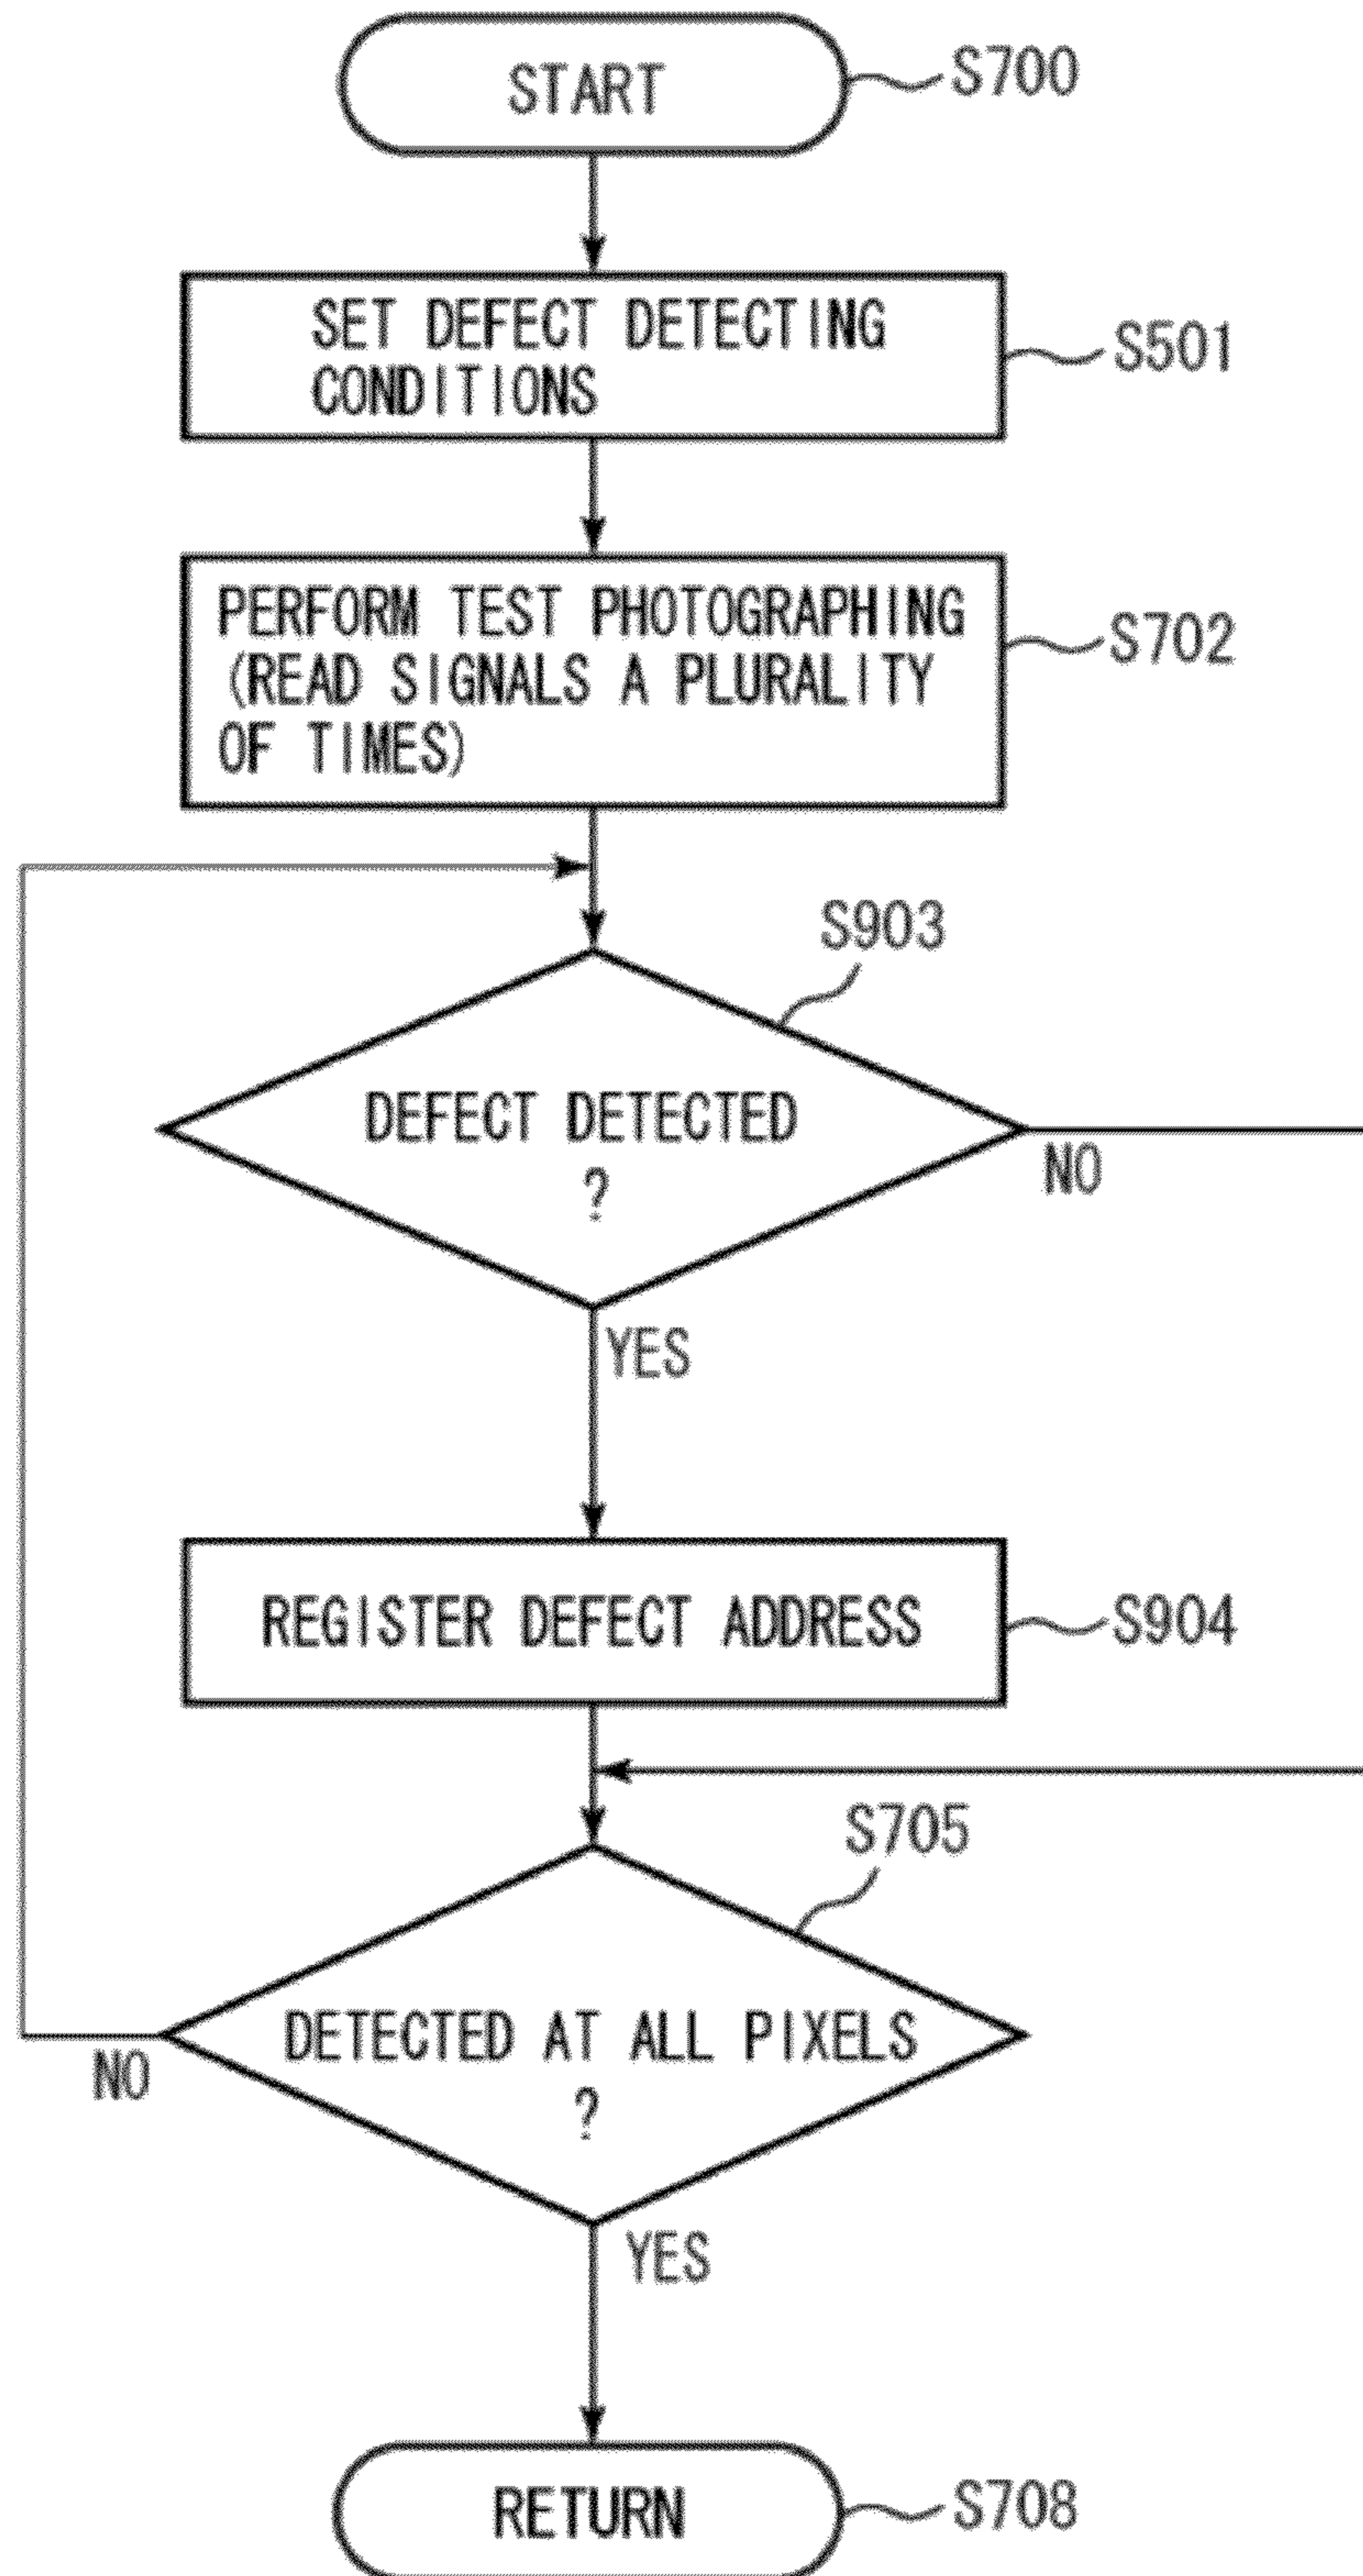 START
S700
SET DEFECT DETECTING
CONDITIONS
S501
PERFORM TEST PHOTOGRAPHING
(READ SIGNALS A PLURALITY
OF TIMES)
S702
S903
DEFECT DETECTED
?
NO
YES
REGISTER DEFECT ADDRESS
S904
S705
DETECTED AT ALL PIXELS
?
NO
YES
RETURN
S708